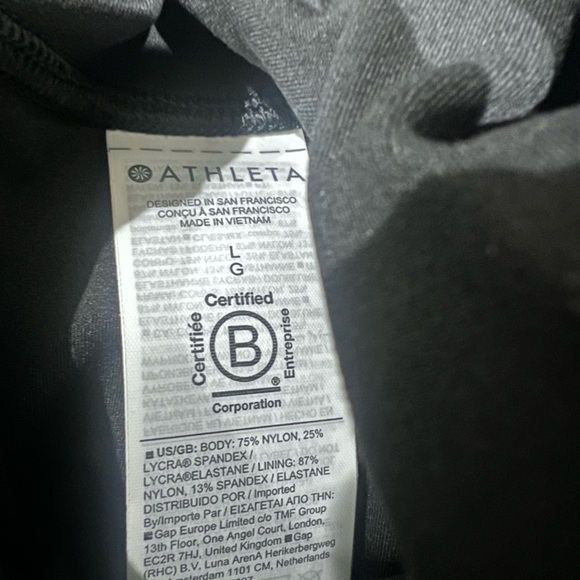 ATHLETA
DESIGNED IN SAN FRANCISCO
CONÇU À SAN FRANCISCO
MADE IN VIETNAM
L
G
Certified
Certifiée
B
Entreprise
®
Corporation
US/GB: BODY: 75% NYLON, 25%
LYCRA® SPANDEX /
LYCRA®ELASTANE / LINING: 87%
NYLON, 13% SPANDEX / ELASTANE
DISTRIBUIDO POR / Imported
By/Importe Par / ΕΙΣΑΓΕΤΑΙ ΑΠΟ ΤΗΝ:
Gap Europe Limited c/o TMF Group
13th Floor, One Angel Court, London,
EC2R 7HJ, United Kingdom Gap
(RHC) B.V. Luna ArenA Herikerbergweg
Amsterdam 1101 CM, Netherlands